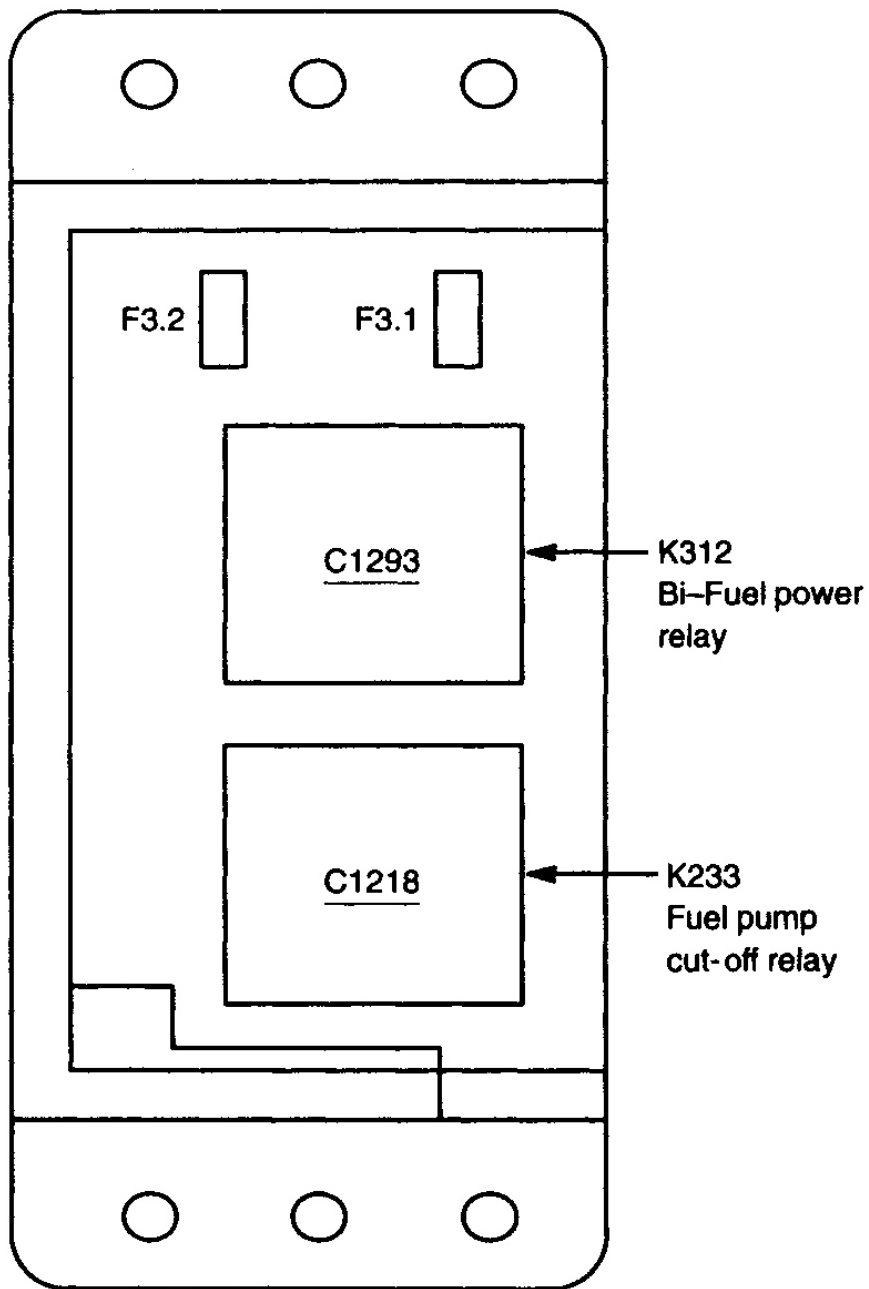 F3.2
F3.1
C1293
K312
Bi–Fuel power
relay
C1218
K233
Fuel pump
cut-off relay